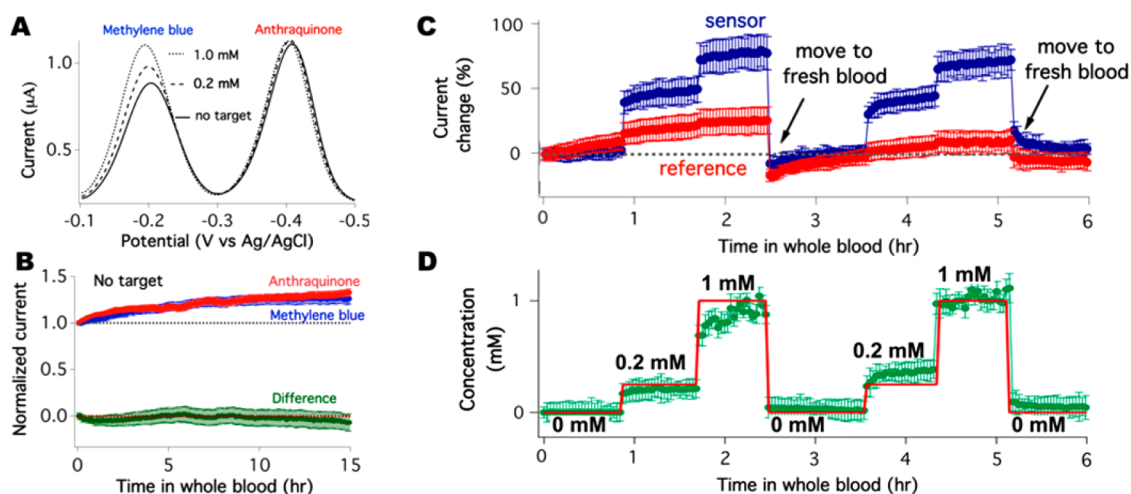 A
Methylene blue
Anthraquinone
1.0 mM
0.2 mM
no target
1.0
0.5
Current (µA)
-0.1
-0.2
-0.3
-0.4
-0.5
Potential (V vs Ag/AgCl)
B
No target
Anthraquinone
Methylene blue
Difference
1.5
1.0
0.5
0.0
Normalized current
0
5
10
15
Time in whole blood (hr)
C
sensor
move to
fresh blood
move to
fresh blood
reference
100
50
0
Current
change (%)
0
1
2
3
4
5
6
Time in whole blood (hr)
D
1 mM
1 mM
0.2 mM
0.2 mM
0 mM
0 mM
0 mM
1
0
Concentration
(mM)
0
1
2
3
4
5
6
Time in whole blood (hr)